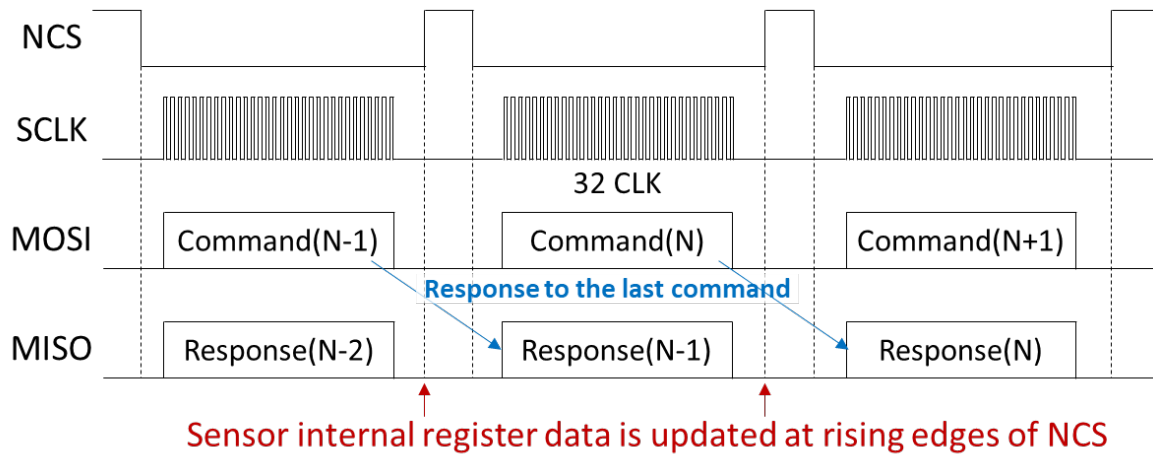 NCS
SCLK
32 CLK
MOSI
Command(N-1)
Command(N)
Command(N+1)
Response to the last command
MISO
Response(N-2)
Response(N-1)
Response(N)
Sensor internal register data is updated at rising edges of NCS